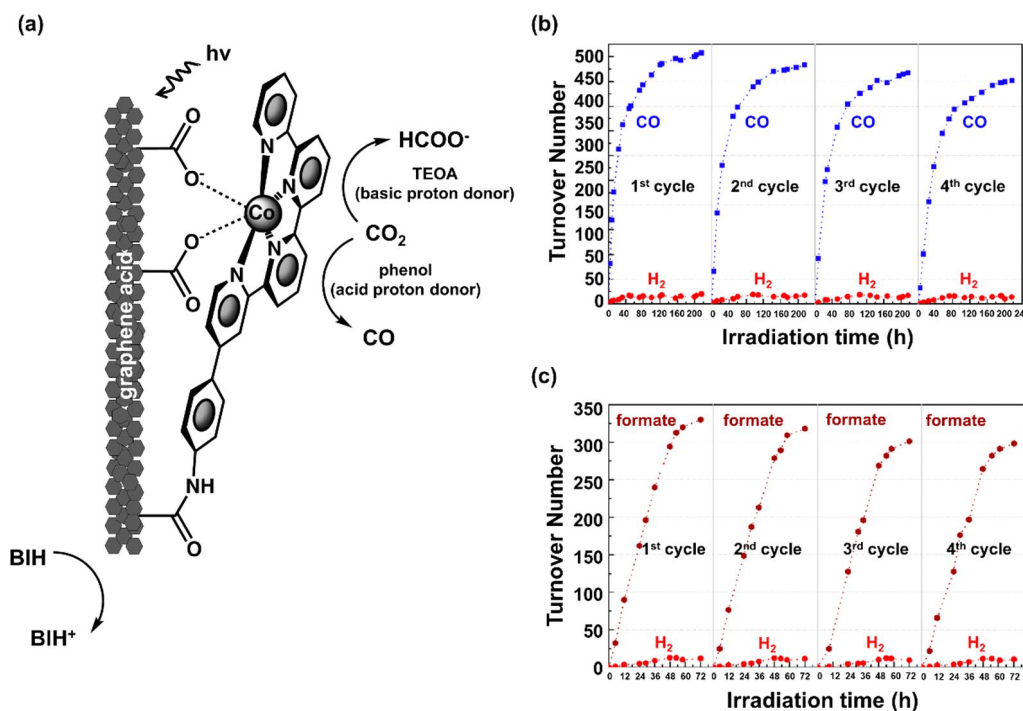 (a)
hν
O
O-
O-
O
graphene acid
N
N
N
N
Co
HCOO-
TEOA
(basic proton donor)
CO2
phenol
(acid proton donor)
CO
NH
O
BIH
BIH+
(b)
Turnover Number
500
450
400
350
300
250
200
150
100
50
0
CO
CO
CO
CO
1st cycle
2nd cycle
3rd cycle
4th cycle
H2
H2
H2
H2
0 40 80 120 160 200 0 40 80 120 160 200 0 40 80 120 160 200 0 40 80 120 160 200 24
Irradiation time (h)
(c)
Turnover Number
350
300
250
200
150
100
50
0
formate
formate
formate
formate
1st cycle
2nd cycle
3rd cycle
4th cycle
H2
H2
H2
H2
0 12 24 36 48 60 72 0 12 24 36 48 60 72 0 12 24 36 48 60 72 0 12 24 36 48 60 72
Irradiation time (h)